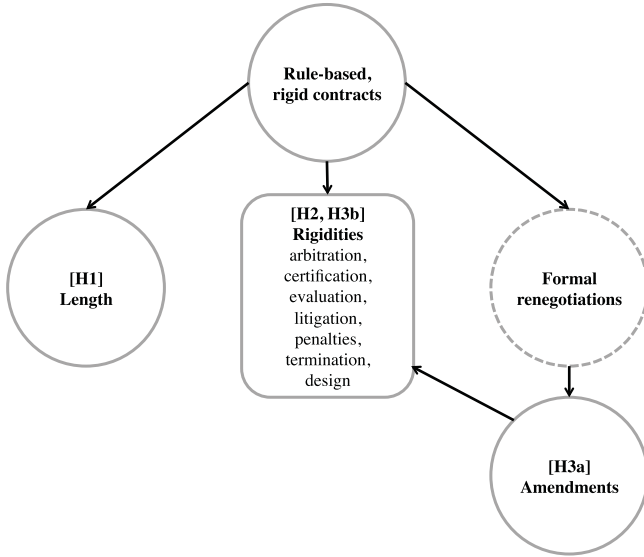 Rule-based,
rigid contracts
[H1]
Length
[H2, H3b]
Rigidities
arbitration,
certification,
evaluation,
litigation,
penalties,
termination,
design
Formal
renegotiations
[H3a]
Amendments